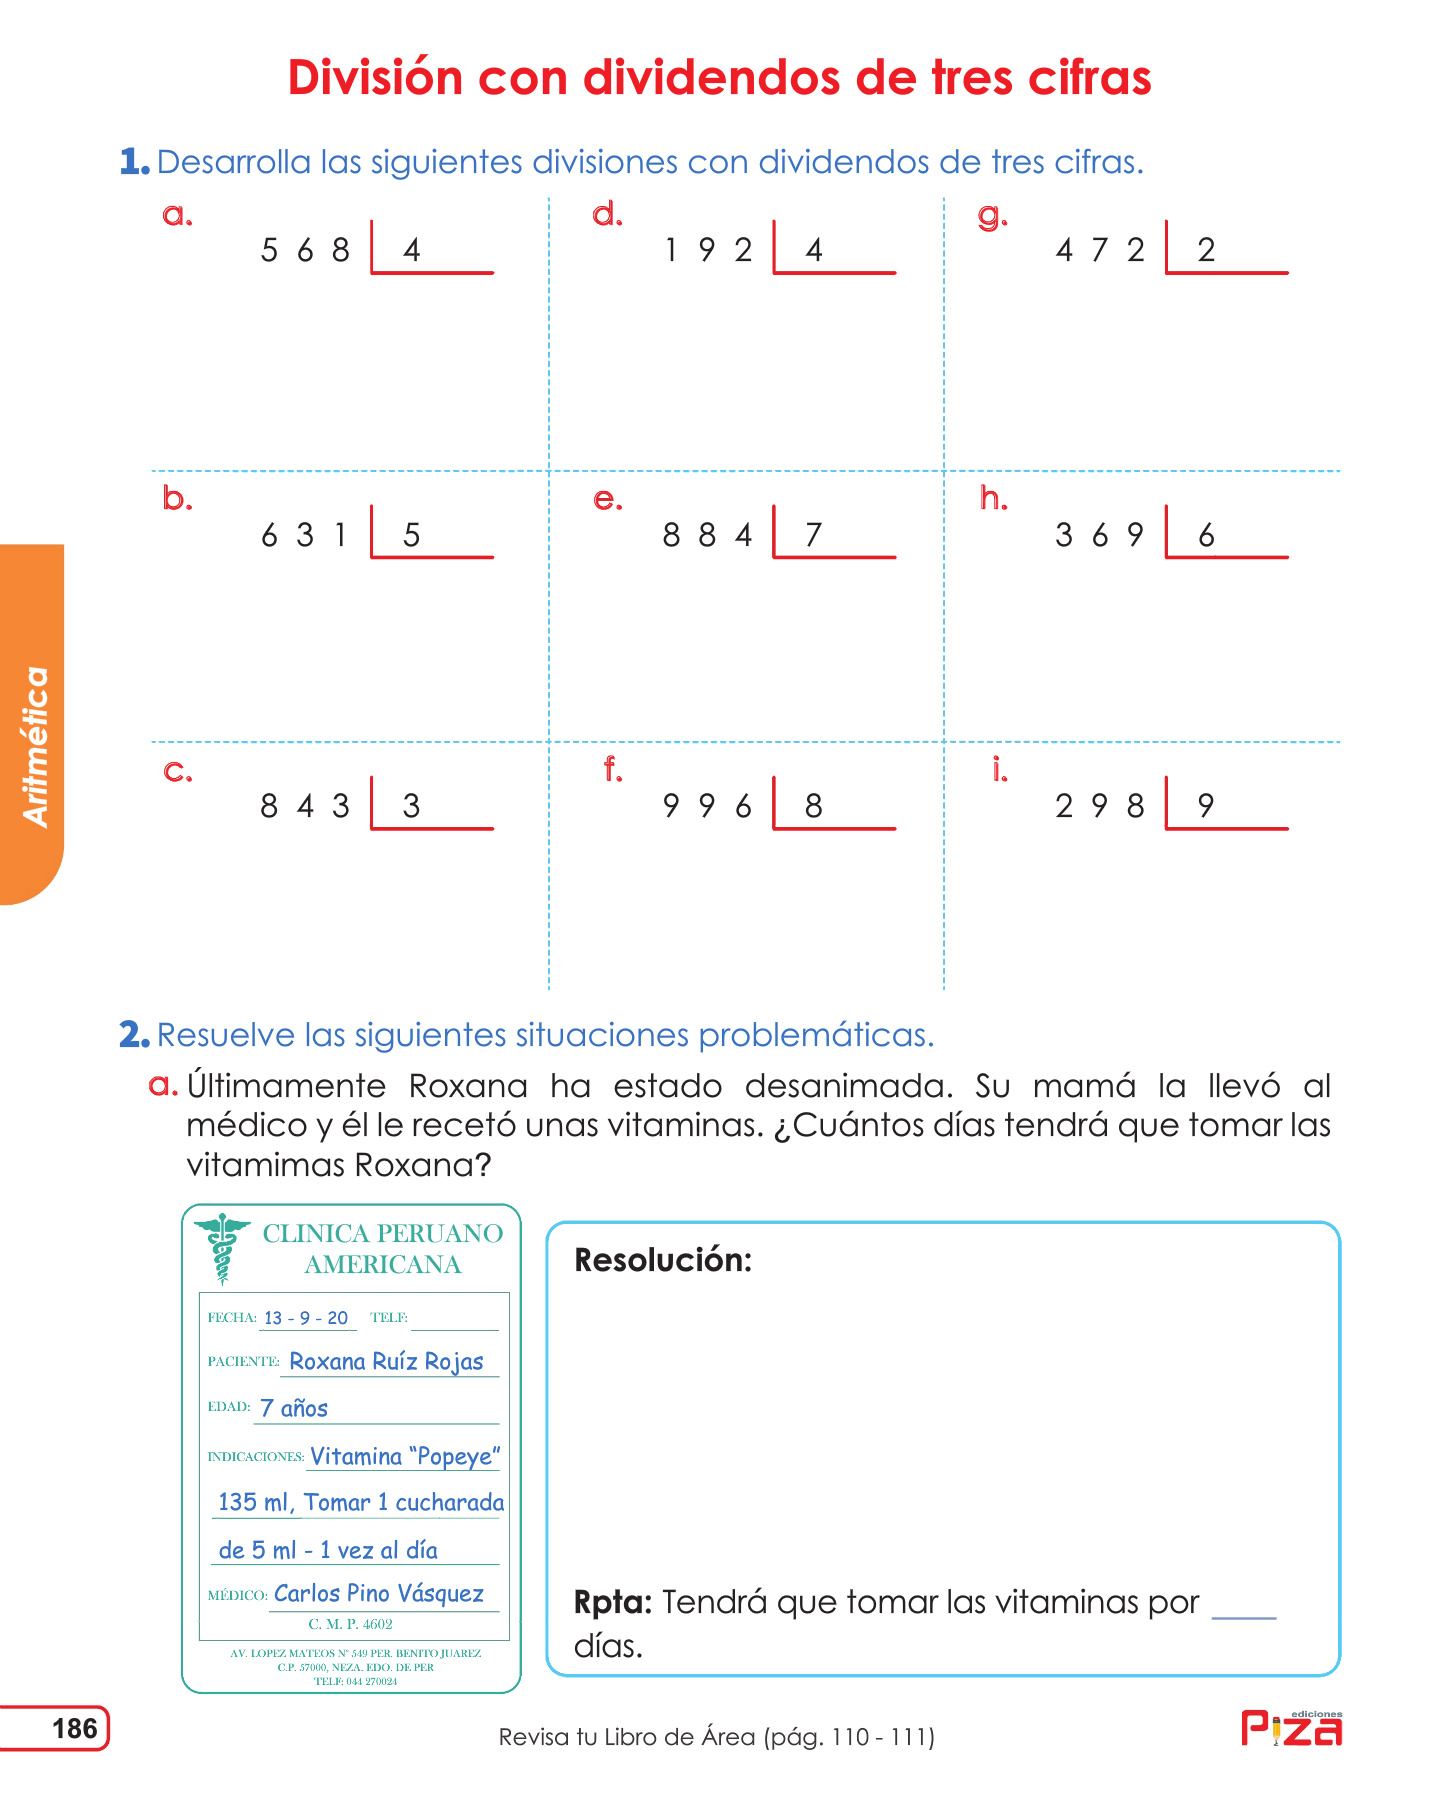 División con dividendos de tres cifras
1. Desarrolla las siguientes divisiones con dividendos de tres cifras.
a. 5 6 8 4
d. 1 9 2 4
g. 4 7 2 2
b. 6 3 1 5
e. 8 8 4 7
h. 3 6 9 6
c. 8 4 3 3
f. 9 9 6 8
i. 2 9 8 9
Aritmética
2. Resuelve las siguientes situaciones problemáticas.
a. Últimamente Roxana ha estado desanimada. Su mamá la llevó al
médico y él le recetó unas vitaminas. ¿Cuántos días tendrá que tomar las
vitamimas Roxana?
CLINICA PERUANO
AMERICANA
FECHA: 13 - 9 - 20 TELF:
PACIENTE: Roxana Ruíz Rojas
EDAD: 7 años
INDICACIONES: Vitamina “Popeye”
135 ml, Tomar 1 cucharada
de 5 ml - 1 vez al día
MÉDICO: Carlos Pino Vásquez
C. M. P. 4602
AV. LOPEZ MATEOS Nº 549 PER. BENITO JUAREZ
C.P. 57000, NEZA. EDO. DE PER
TELF: 044 270024
Resolución:
Rpta: Tendrá que tomar las vitaminas por ____
días.
186
Revisa tu Libro de Área (pág. 110 - 111)
ediciones
Piza